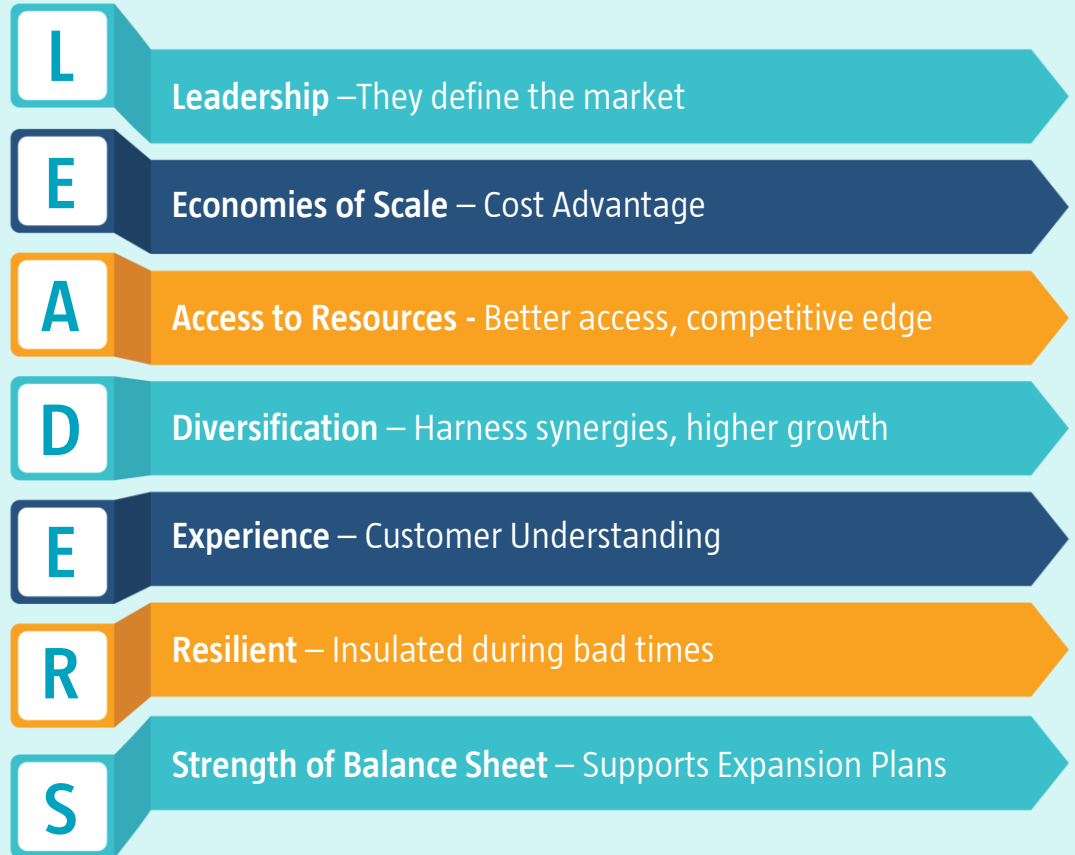 L
Leadership –They define the market
E
Economies of Scale – Cost Advantage
A
Access to Resources - Better access, competitive edge
D
Diversification – Harness synergies, higher growth
E
Experience – Customer Understanding
R
Resilient – Insulated during bad times
S
Strength of Balance Sheet – Supports Expansion Plans